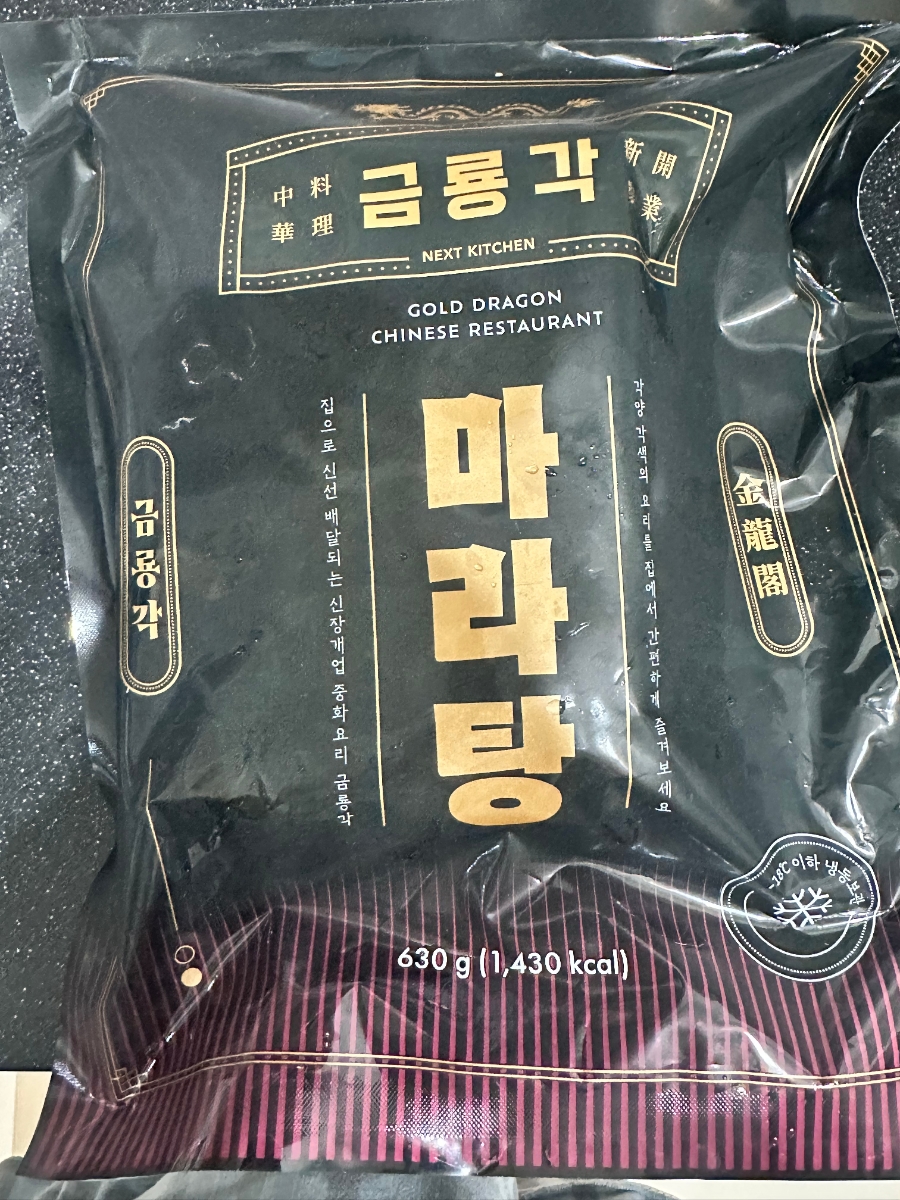 中料
華理
금룡각
新開
業
NEXT KITCHEN
GOLD DRAGON
CHINESE RESTAURANT
각양 각색의 요리를 집에서 간편하게 즐겨보세요
마라탕
집으로 신선 배달되는 신장개업 중화요리 금룡각
금룡각
金龍閣
-18℃ 이하 냉동보관
630 g (1,430 kcal)